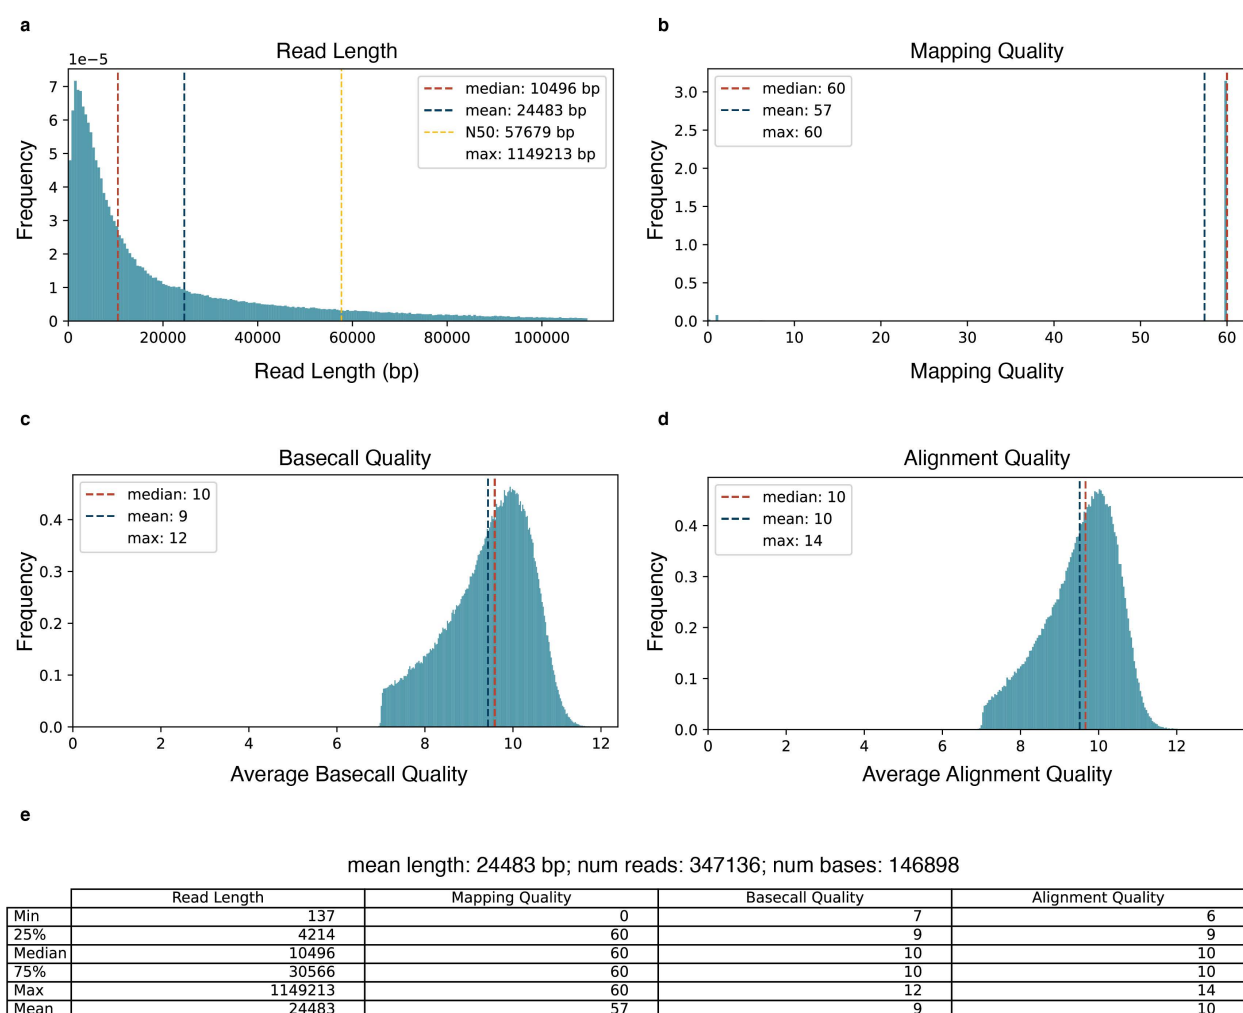 a
Read Length
1e−5
7
6
5
4
3
2
1
0
Frequency
median: 10496 bp
mean: 24483 bp
N50: 57679 bp
max: 1149213 bp
0 20000 40000 60000 80000 100000
Read Length (bp)
b
Mapping Quality
3.0
2.5
2.0
1.5
1.0
0.5
0.0
Frequency
median: 60
mean: 57
max: 60
0 10 20 30 40 50 60
Mapping Quality
c
Basecall Quality
0.4
0.3
0.2
0.1
0.0
Frequency
median: 10
mean: 9
max: 12
0 2 4 6 8 10 12
Average Basecall Quality
d
Alignment Quality
0.4
0.3
0.2
0.1
0.0
Frequency
median: 10
mean: 10
max: 14
0 2 4 6 8 10 12
Average Alignment Quality
e
mean length: 24483 bp; num reads: 347136; num bases: 146898
Read Length Mapping Quality Basecall Quality Alignment Quality
Min 137 0 7 6
25% 4214 60 9 9
Median 10496 60 10 10
75% 30566 60 10 10
Max 1149213 60 12 14
Mean 24483 57 9 10